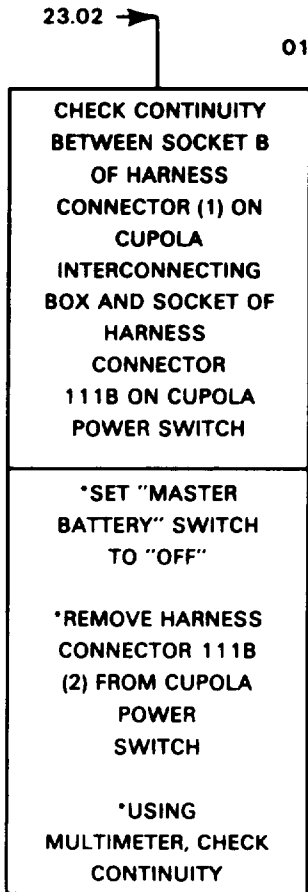 23.02
01
CHECK CONTINUITY
BETWEEN SOCKET B
OF HARNESS
CONNECTOR (1) ON
CUPOLA
INTERCONNECTING
BOX AND SOCKET OF
HARNESS
CONNECTOR
111B ON CUPOLA
POWER SWITCH
*SET "MASTER
BATTERY" SWITCH
TO "OFF"
*REMOVE HARNESS
CONNECTOR 111B
(2) FROM CUPOLA
POWER
SWITCH
*USING
MULTIMETER, CHECK
CONTINUITY